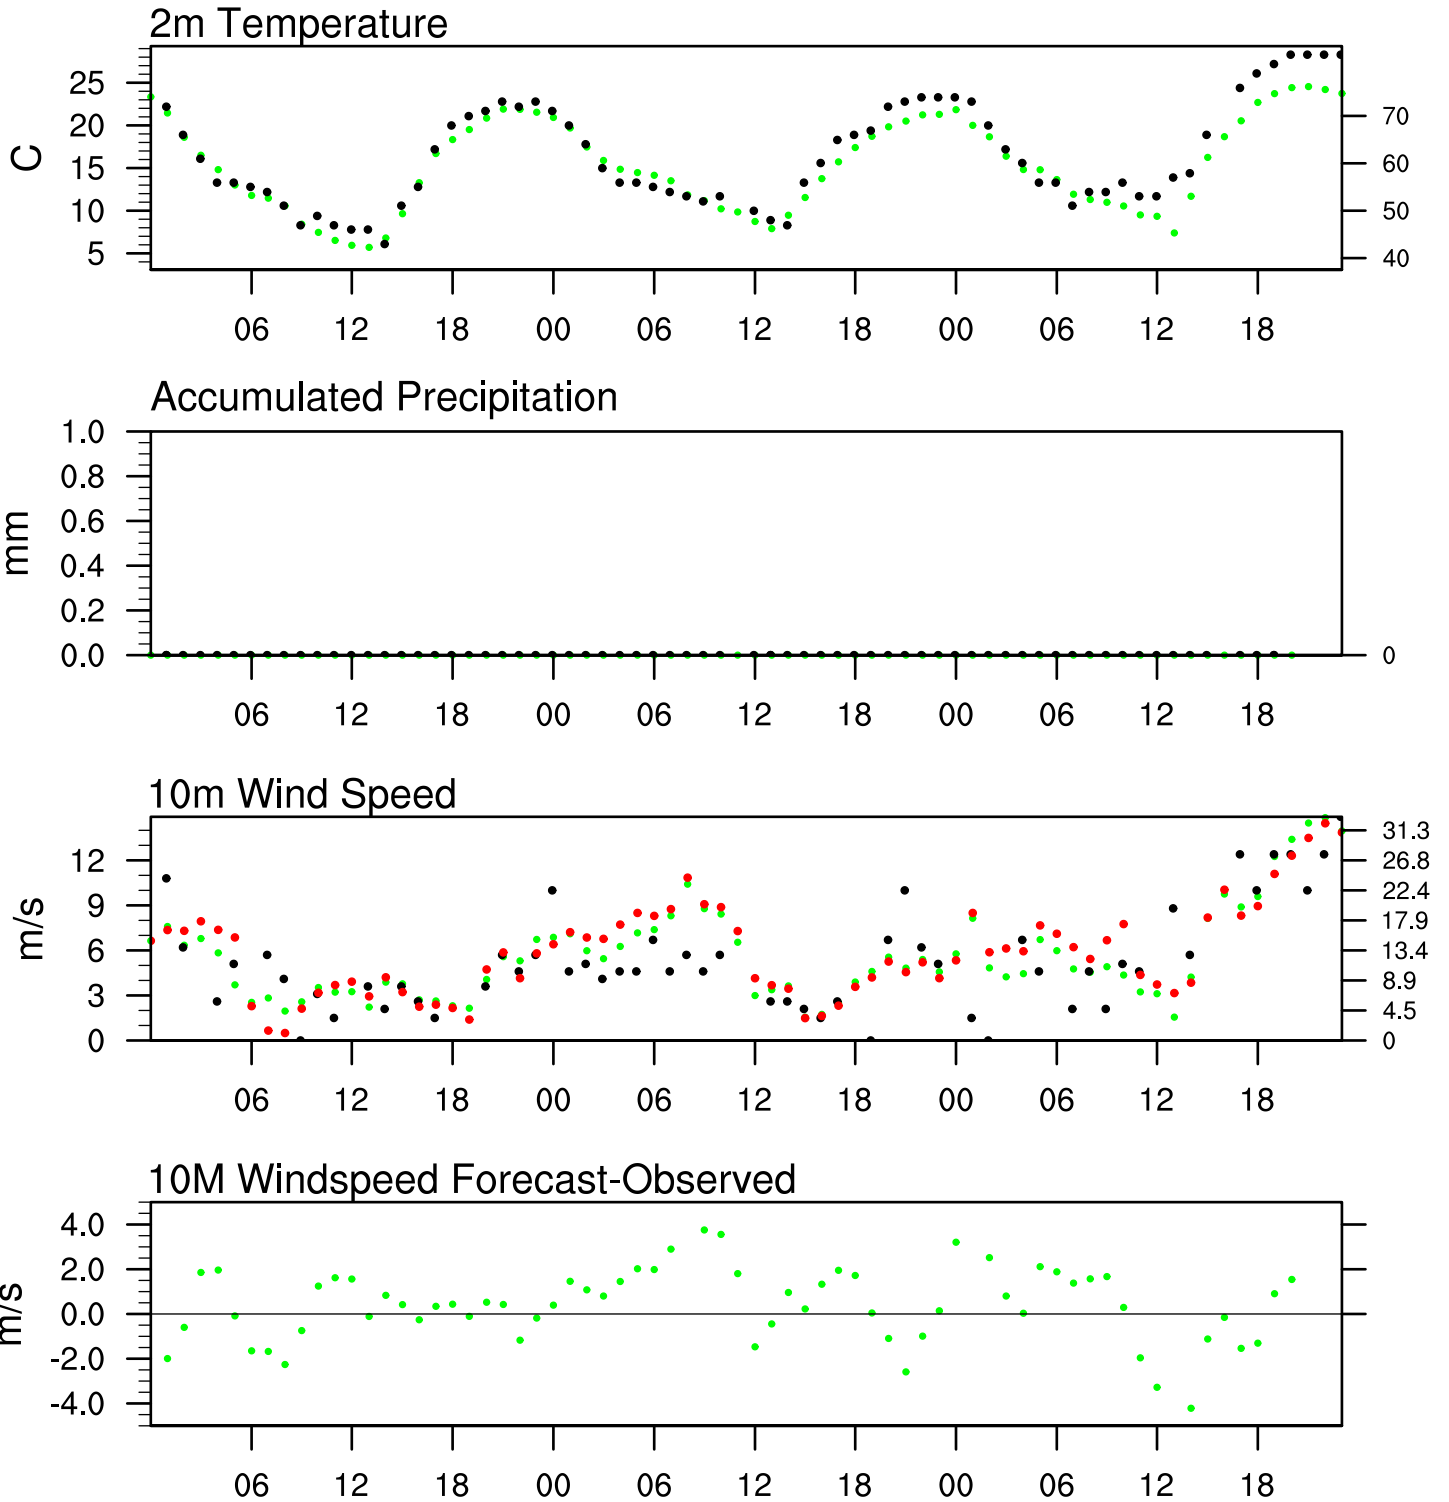 2m Temperature
25
20
15
10
5
C
70
60
50
40
06 12 18 00 06 12 18 00 06 12 18
Accumulated Precipitation
1.0
0.8
0.6
0.4
0.2
0.0
mm
0
06 12 18 00 06 12 18 00 06 12 18
10m Wind Speed
12
9
6
3
0
m/s
31.3
26.8
22.4
17.9
13.4
8.9
4.5
0
06 12 18 00 06 12 18 00 06 12 18
10M Windspeed Forecast-Observed
4.0
2.0
0.0
-2.0
-4.0
m/s
06 12 18 00 06 12 18 00 06 12 18